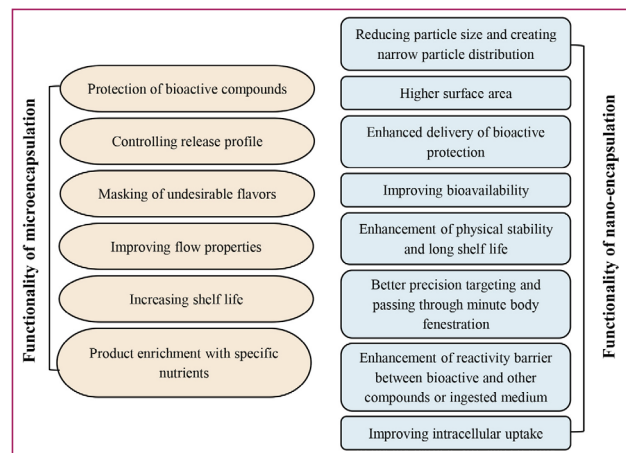 Functionality of microencapsulation
Protection of bioactive compounds
Controlling release profile
Masking of undesirable flavors
Improving flow properties
Increasing shelf life
Product enrichment with specific
nutrients
Reducing particle size and creating
narrow particle distribution
Higher surface area
Enhanced delivery of bioactive
protection
Improving bioavailability
Enhancement of physical stability
and long shelf life
Better precision targeting and
passing through minute body
fenestration
Enhancement of reactivity barrier
between bioactive and other
compounds or ingested medium
Improving intracellular uptake
Functionality of nano-encapsulation